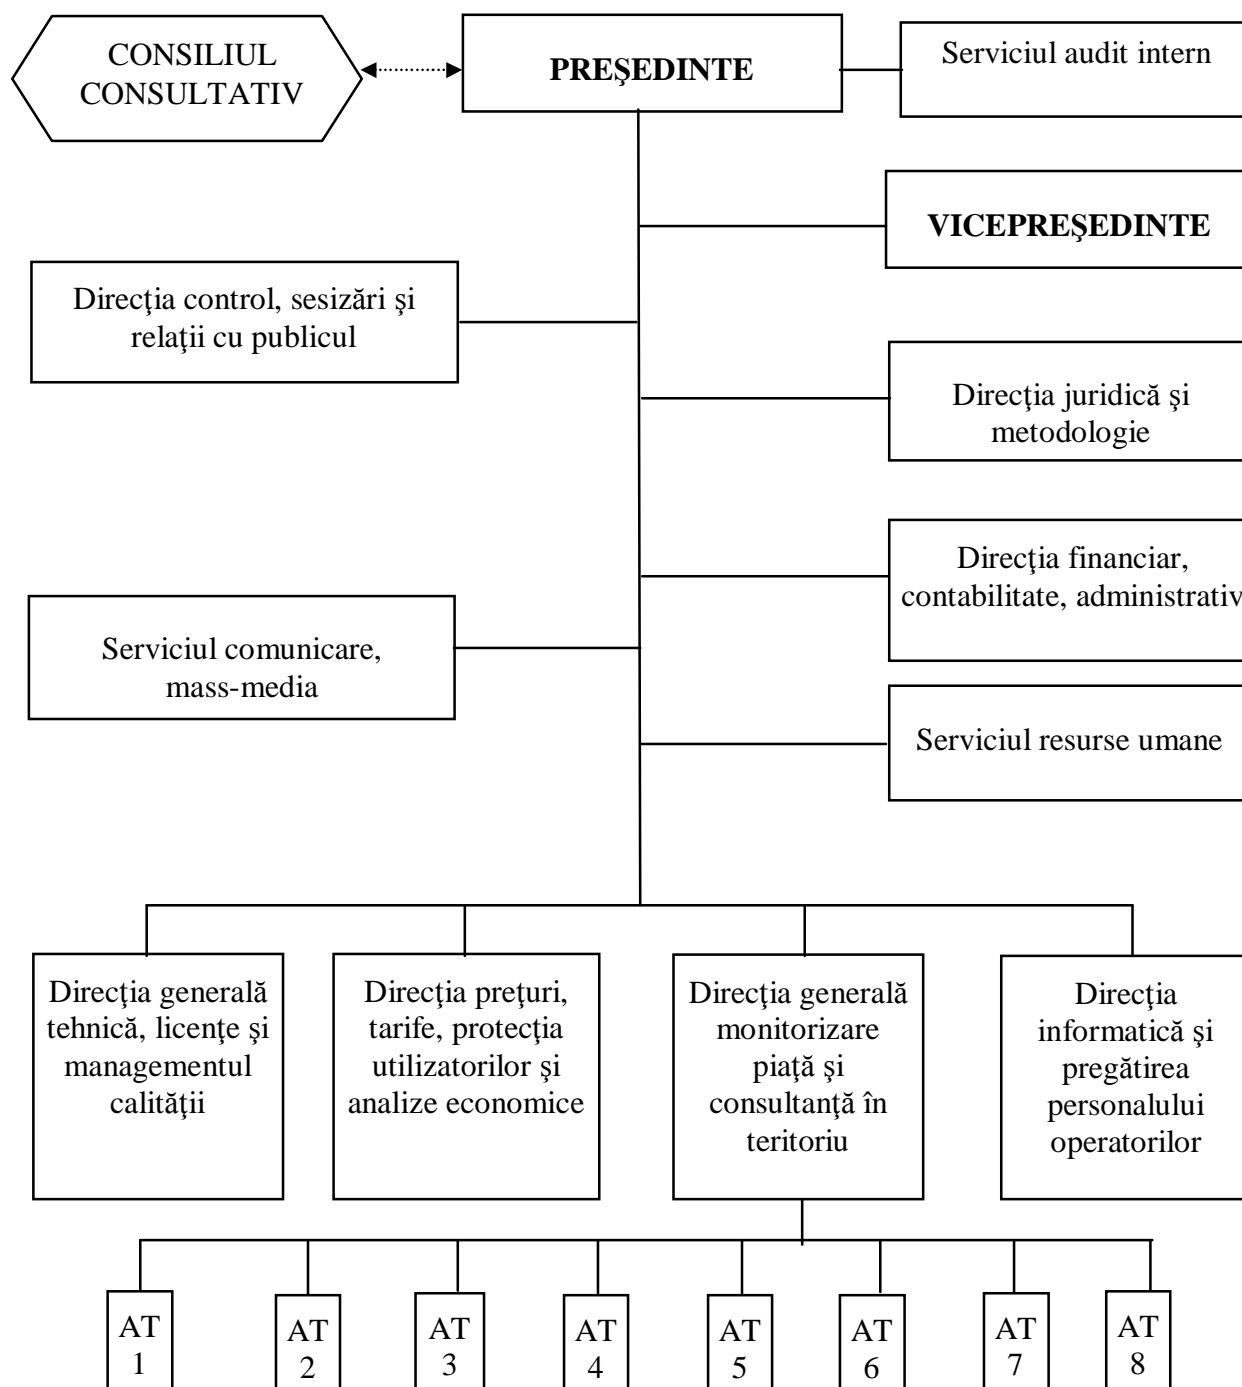 CONSILIUL
CONSULTATIV
PREŞEDINTE
Serviciul audit intern
VICEPREŞEDINTE
Direcţia control, sesizări şi
relaţii cu publicul
Direcţia juridică şi
metodologie
Direcţia financiar,
contabilitate, administrativ
Serviciul comunicare,
mass-media
Serviciul resurse umane
Direcţia generală
tehnică, licenţe şi
managementul
calităţii
Direcţia preţuri,
tarife, protecţia
utilizatorilor şi
analize economice
Direcţia generală
monitorizare
piaţă şi
consultanţă în
teritoriu
Direcţia
informatică şi
pregătirea
personalului
operatorilor
AT
1
AT
2
AT
3
AT
4
AT
5
AT
6
AT
7
AT
8